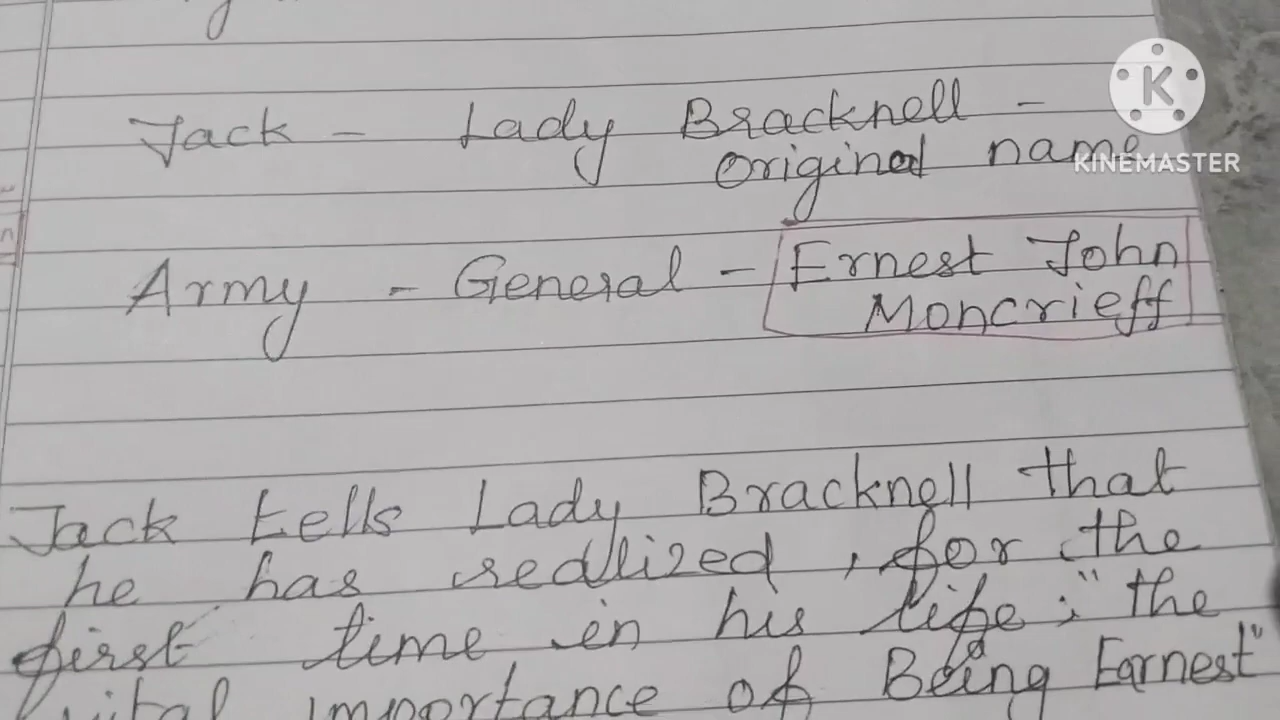 Jack - Lady Bracknell -
original name
Army - General - Ernest John
Moncrieff
Jack tells Lady Bracknell that
he has realized, for the
first time in his life; "the
vital importance of Being Earnest"
K
KINEMASTER